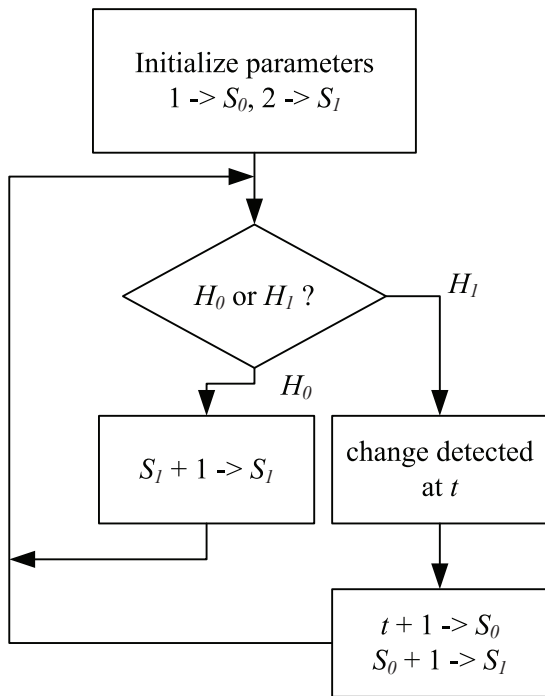 Initialize parameters
1 -> S₀, 2 -> S₁
H₀ or H₁ ?
H₁
H₀
S₁ + 1 -> S₁
change detected
at t
t + 1 -> S₀
S₀ + 1 -> S₁